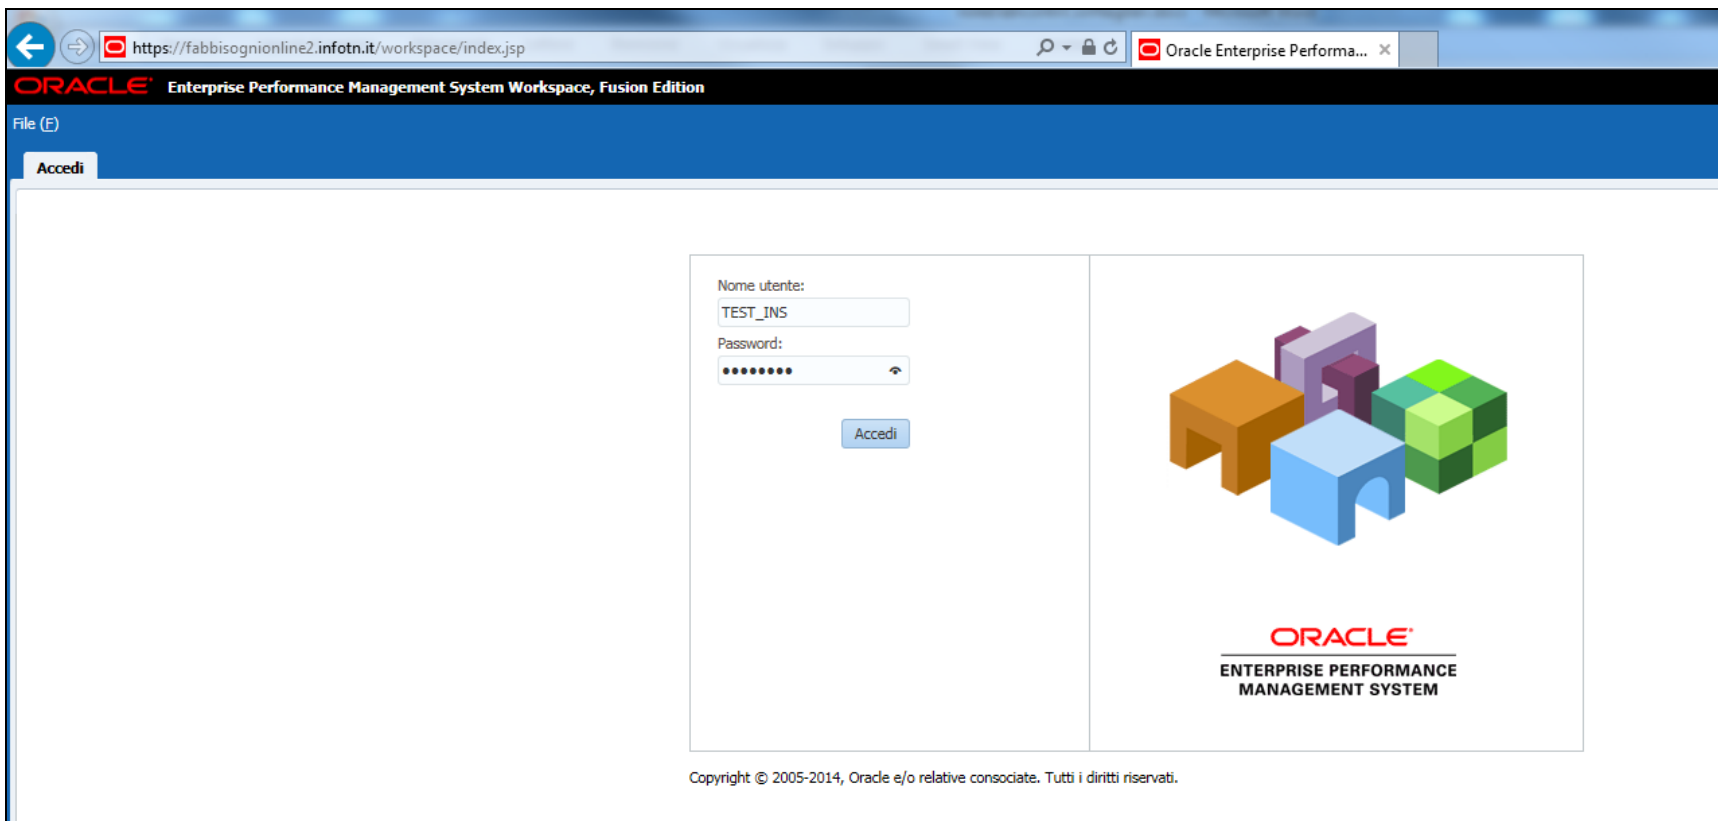 https://fabbisognionline2.infotn.it/workspace/index.jsp
Oracle Enterprise Performa...
ORACLE Enterprise Performance Management System Workspace, Fusion Edition
File (F)
Accedi
Nome utente:
TEST_INS
Password:
••••••••
Accedi
ORACLE
ENTERPRISE PERFORMANCE
MANAGEMENT SYSTEM
Copyright © 2005-2014, Oracle e/o relative consociate. Tutti i diritti riservati.